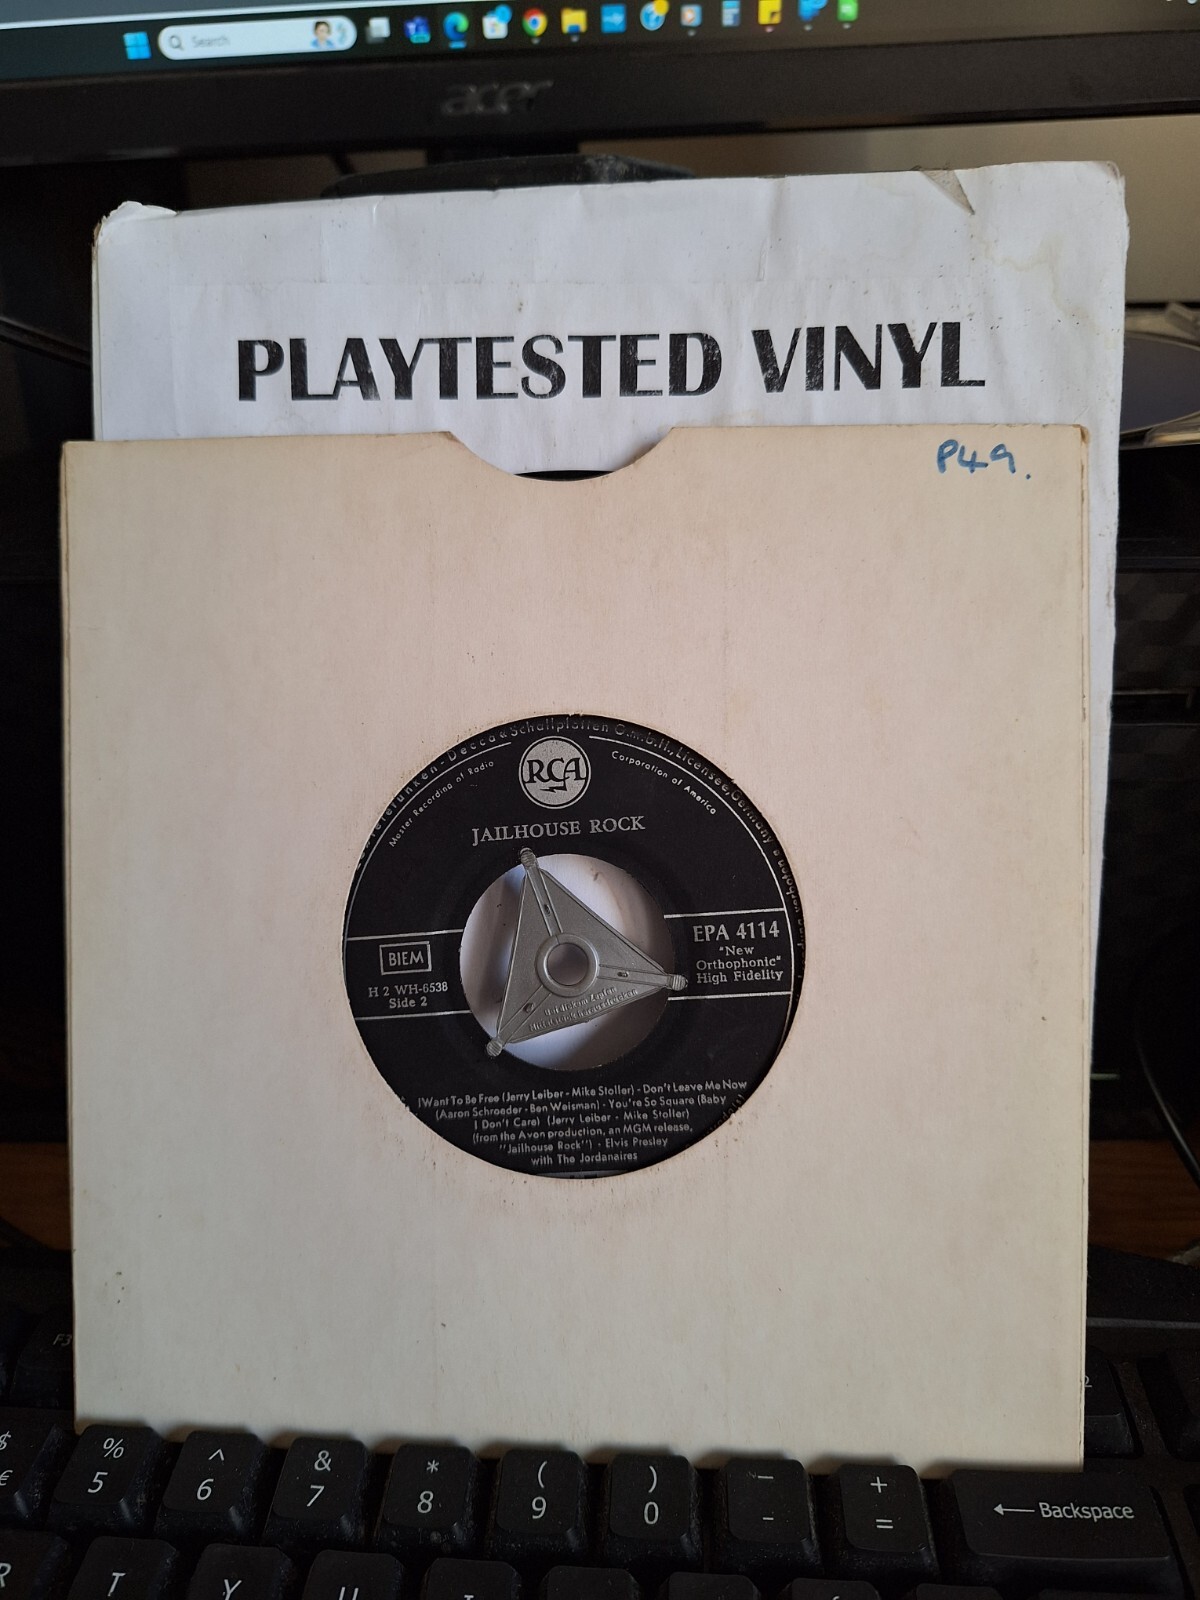 Search
acer
PLAYTESTED VINYL
P49.
Telefunken-Decca Schallplatten G.m.b.H., Licensee, Germany
Master Recording of Radio
Corporation of America
RCA
JAILHOUSE ROCK
BIEM
H 2 WH-6538
Side 2
EPA 4114
"New
Orthophonic"
High Fidelity
I Want To Be Free (Jerry Leiber - Mike Stoller) - Don't Leave Me Now
(Aaron Schroeder - Ben Weisman) - You're So Square (Baby
I Don't Care) (Jerry Leiber - Mike Stoller)
(from the Avon production, an MGM release,
"Jailhouse Rock") - Elvis Presley
with The Jordanaires
F3
$ % ^ & * ( ) _ +
€ 5 6 7 8 9 0 - =
Backspace
R T Y U